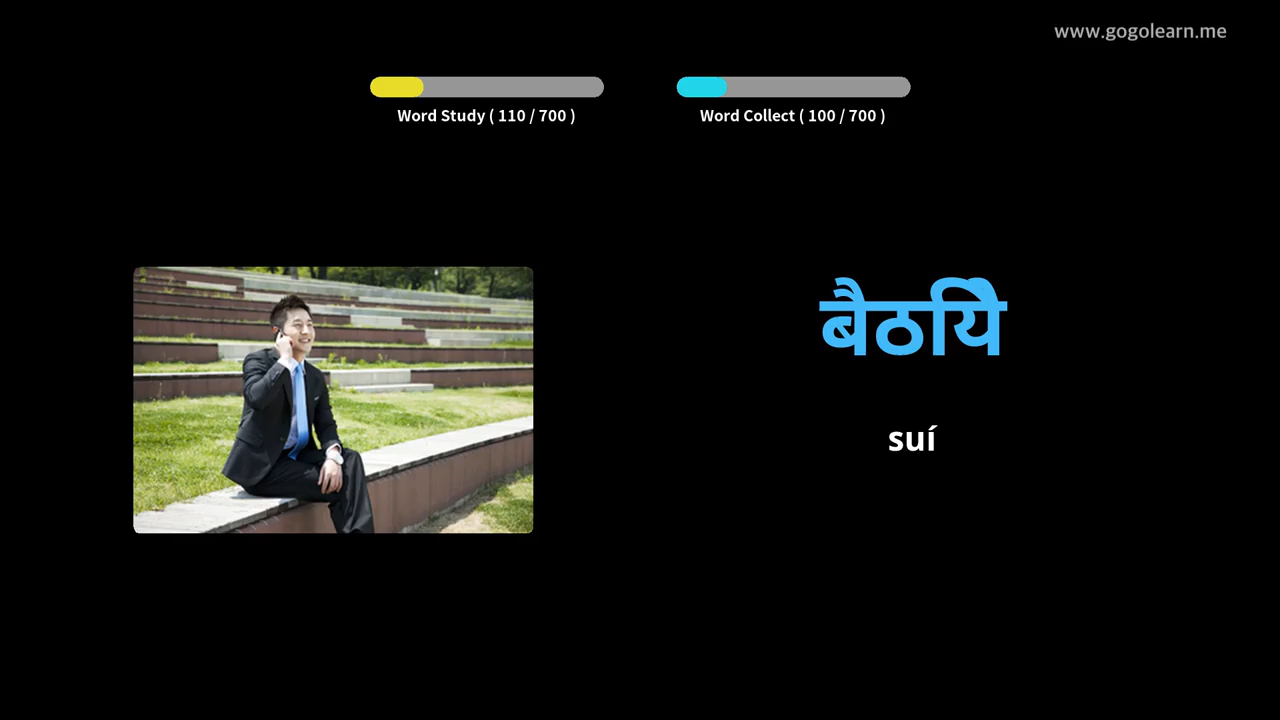 www.gogolearn.me
Word Study ( 110 / 700 )
Word Collect ( 100 / 700 )
बैठयिे
suí